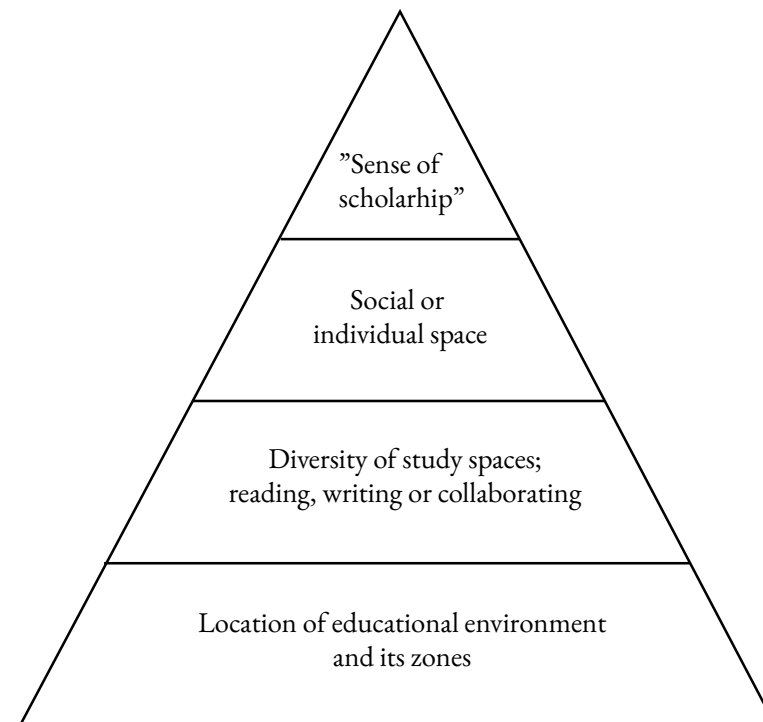 ”Sense of
scholarhip”
Social or
individual space
Diversity of study spaces;
reading, writing or collaborating
Location of educational environment
and its zones